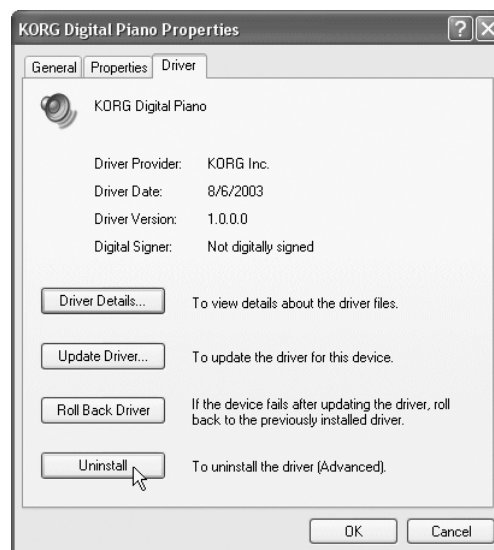 KORG Digital Piano Properties
General Properties Driver
KORG Digital Piano
Driver Provider: KORG Inc.
Driver Date: 8/6/2003
Driver Version: 1.0.0.0
Digital Signer: Not digitally signed
Driver Details... To view details about the driver files.
Update Driver... To update the driver for this device.
Roll Back Driver If the device fails after updating the driver, roll
back to the previously installed driver.
Uninstall To uninstall the driver (Advanced).
OK Cancel